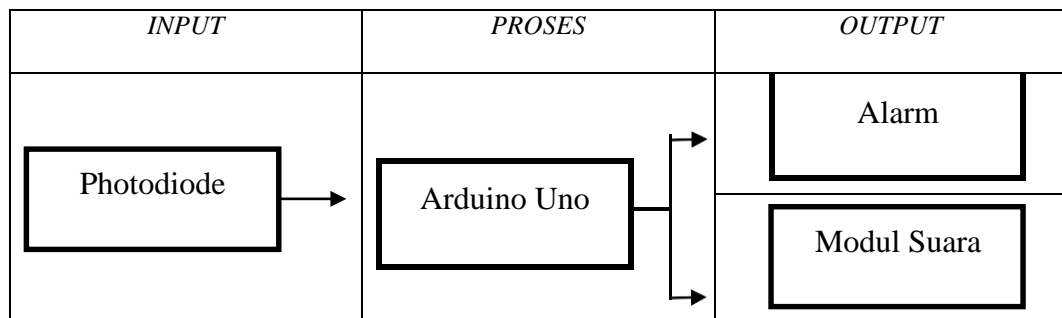 INPUT
PROSES
OUTPUT
Photodiode
Arduino Uno
Alarm
Modul Suara